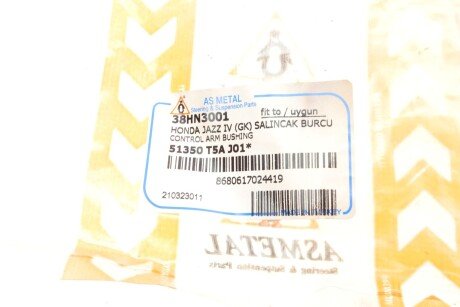 AS METAL
Steering & Suspension Parts
38HN3001 fit to / uygun
HONDA JAZZ IV (GK) SALINCAK BURCU
CONTROL ARM BUSHING
51350 T5A J01*
8680617024419
210323011
ASMETAL
Steering & Suspension Parts